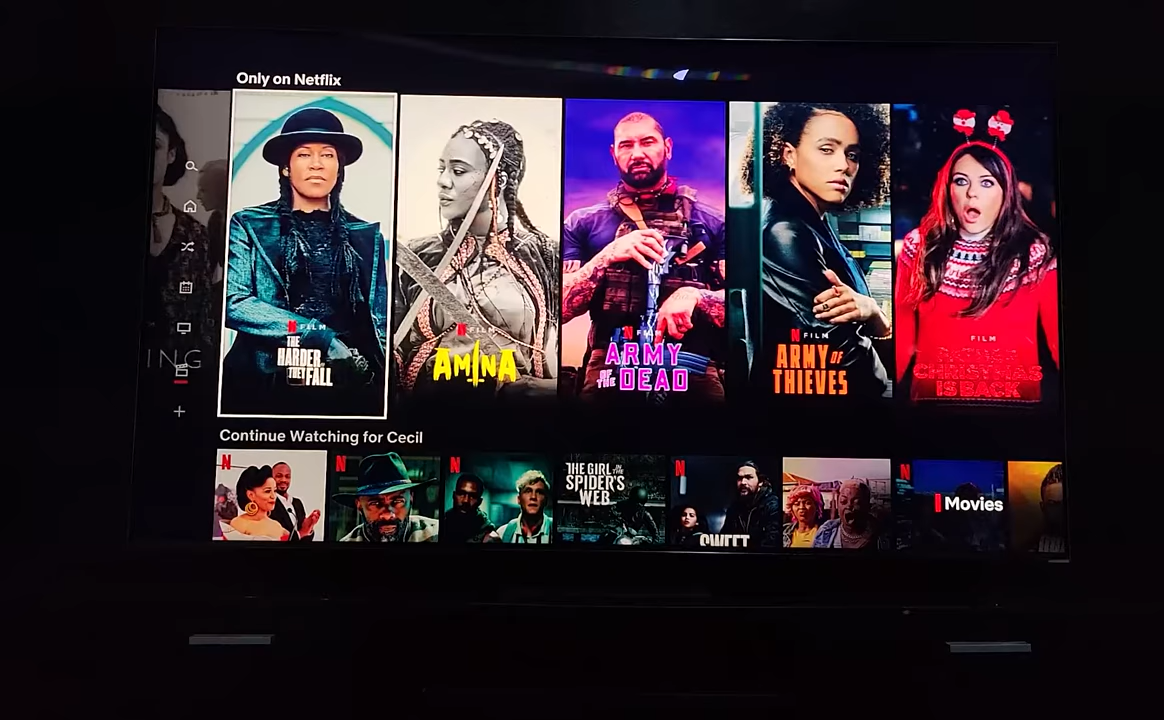 Only on Netflix
ING
N FILM
THE
HARDER
THEY FALL
N FILM
AMINA
N FILM
ARMY
OF THE DEAD
N FILM
ARMY OF
THIEVES
FILM
CHRISTMAS
IS BACK
Continue Watching for Cecil
N
N
N
THE GIRL IN THE
SPIDER'S
WEB
N
SWEET
N
Movies